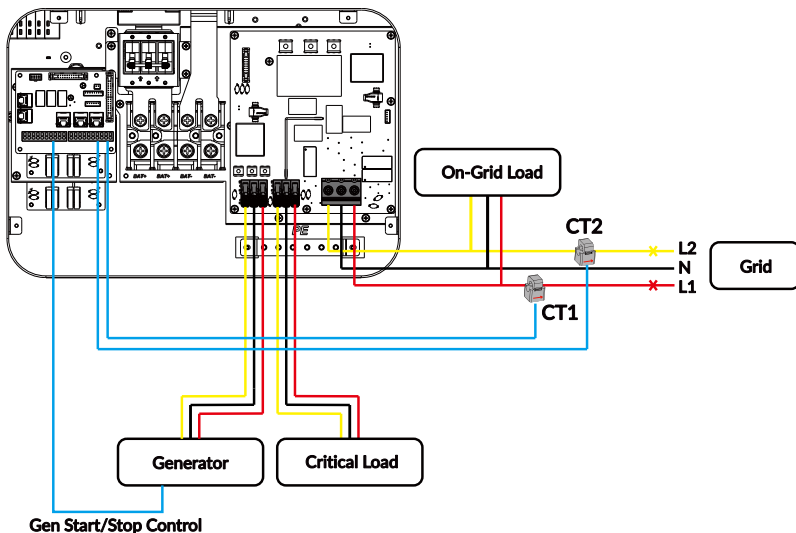 BAT+ BAT+ BAT- BAT-
On-Grid Load
CT2
L2
N
Grid
PE
L1
CT1
Generator
Critical Load
Gen Start/Stop Control